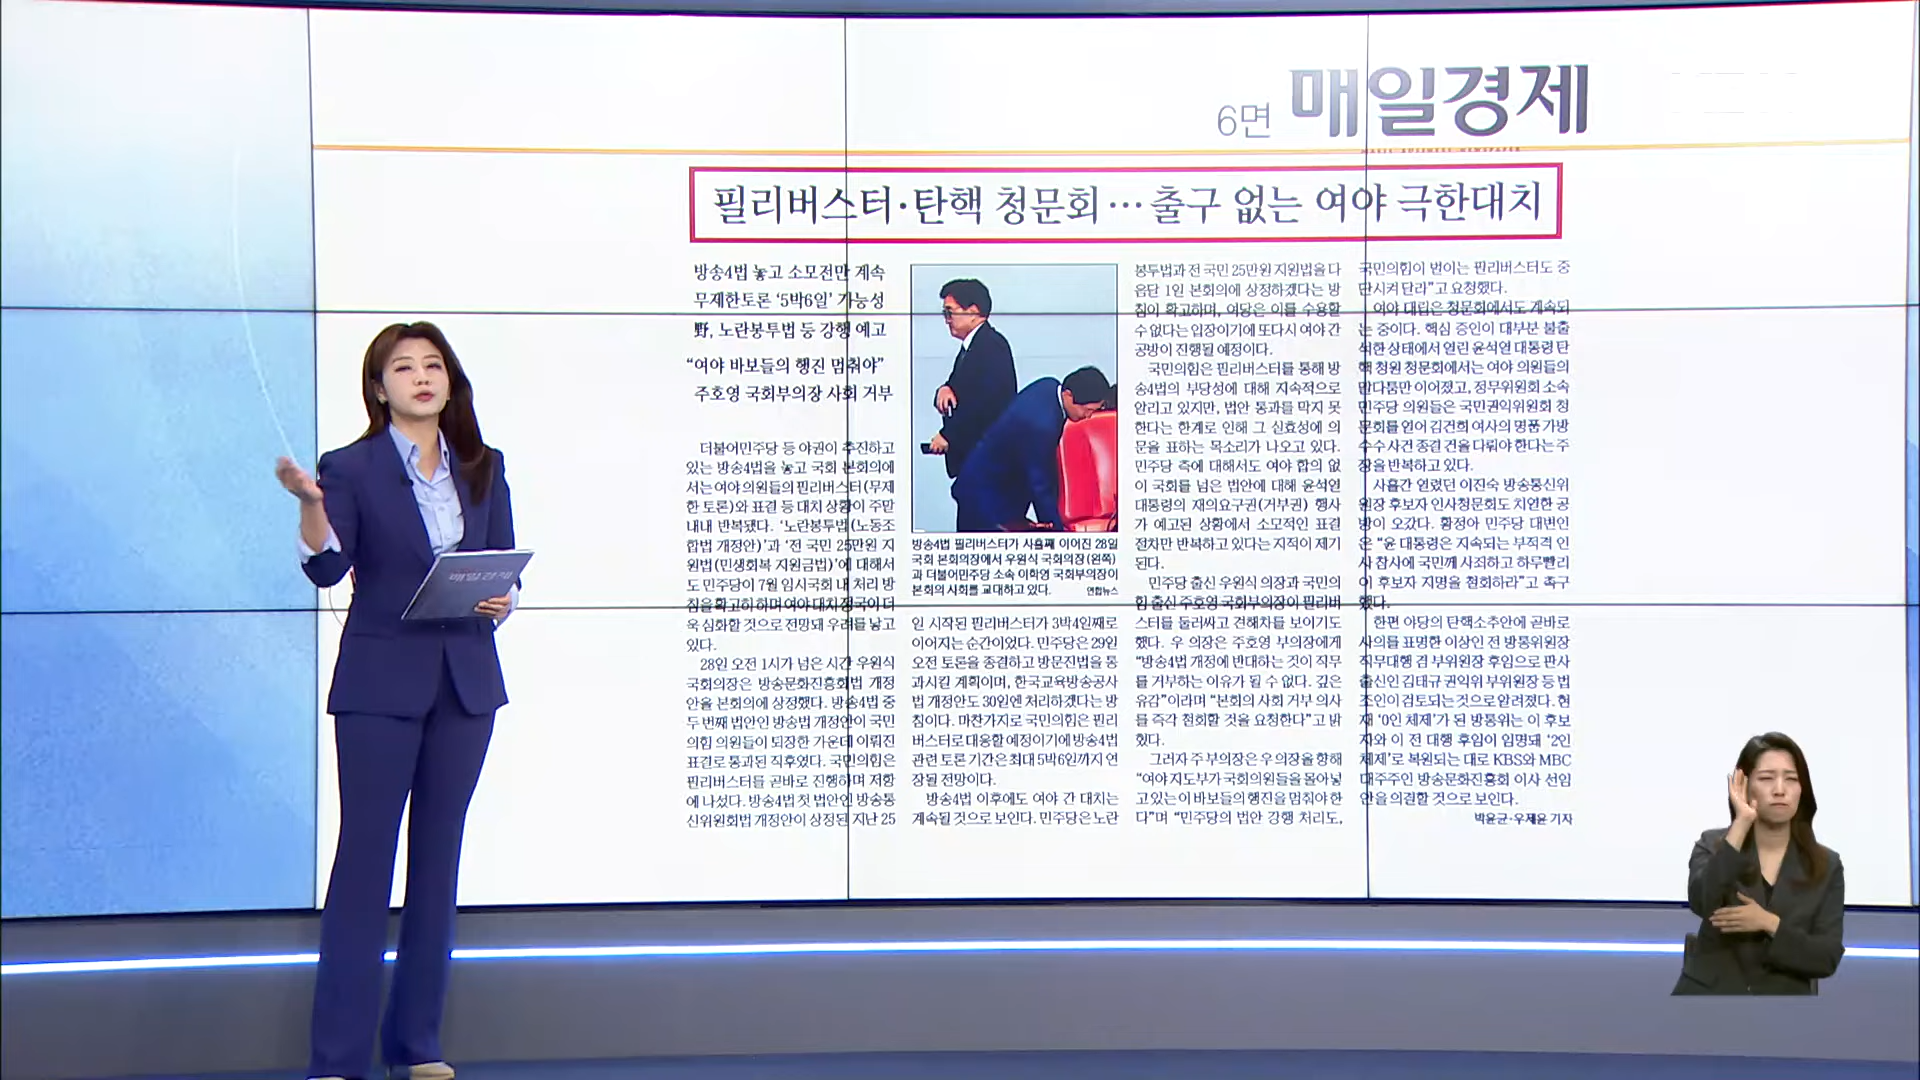 6면 매일경제
필리버스터·탄핵 청문회…출구 없는 여야 극한대치
방송4법 놓고 소모전만 계속
무제한토론 ‘5박6일’ 가능성
野, 노란봉투법 등 강행 예고
“여야 바보들의 행진 멈춰야”
주호영 국회부의장 사회 거부
더불어민주당 등 야권이 추진하고
있는 방송4법을 놓고 국회 본회의에
서는 여야 의원들의 필리버스터(무제
한 토론)와 표결 등 대치 상황이 주말
내내 반복됐다. ‘노란봉투법(노동조
합법 개정안)’과 ‘전 국민 25만원 지
원법(민생회복 지원금법)’에 대해서
도 민주당이 7월 임시국회 내 처리 방
침을 확고히 하며 여야 대치 정국이 더
욱 심화할 것으로 전망돼 우려를 낳고
있다.
28일 오전 1시가 넘은 시간 우원식
국회의장은 방송문화진흥회법 개정
안을 본회의에 상정했다. 방송4법 중
두 번째 법안인 방송법 개정안이 국민
의힘 의원들이 퇴장한 가운데 이뤄진
표결로 통과된 직후였다. 국민의힘은
필리버스터를 곧바로 진행하며 저항
에 나섰다. 방송4법 첫 법안인 방송통
신위원회법 개정안이 상정된 지난 25
방송4법 필리버스터가 사흘째 이어진 28일
국회 본회의장에서 우원식 국회의장(왼쪽)
과 더불어민주당 소속 이학영 국회부의장이
본회의 사회를 교대하고 있다. 연합뉴스
인 시작된 필리버스터가 3박4일째로
이어지는 순간이었다. 민주당은 29일
오전 토론을 종결하고 방문진법을 통
과시킬 계획이며, 한국교육방송공사
법 개정안도 30일엔 처리하겠다는 방
침이다. 마찬가지로 국민의힘은 필리
버스터로 대응할 예정이기에 방송4법
관련 토론 기간은 최대 5박6일까지 연
장될 전망이다.
방송4법 이후에도 여야 간 대치는
계속될 것으로 보인다. 민주당은 노란
봉투법과 전 국민 25만원 지원법을 다
음단 1일 본회의에 상정하겠다는 방
침이 확고하며, 여당은 이를 수용할
수 없다는 입장이기에 또다시 여야 간
공방이 진행될 예정이다.
국민의힘은 필리버스터를 통해 방
송4법의 부당성에 대해 지속적으로
알리고 있지만, 법안 통과를 막지 못
한다는 한계로 인해 그 실효성에 의
문을 표하는 목소리가 나오고 있다.
민주당 측에 대해서도 여야 합의 없
이 국회를 넘은 법안에 대해 윤석열
대통령의 재의요구권(거부권) 행사
가 예고된 상황에서 소모적인 표결
절차만 반복하고 있다는 지적이 제기
된다.
민주당 출신 우원식 의장과 국민의
힘 출신 주호영 국회부의장이 필리버
스터를 둘러싸고 견해차를 보이기도
했다. 우 의장은 주호영 부의장에게
“방송4법 개정에 반대하는 것이 직무
를 거부하는 이유가 될 수 없다. 깊은
유감”이라며 “본회의 사회 거부 의사
를 즉각 철회할 것을 요청한다”고 밝
혔다.
그러자 주 부의장은 우 의장을 향해
“여야 지도부가 국회의원들을 몰아넣
고 있는 이 바보들의 행진을 멈춰야 한
다”며 “민주당의 법안 강행 처리도,
국민의힘이 벌이는 필리버스터도 중
단시켜 달라”고 요청했다.
여야 대립은 청문회에서도 계속되
는 중이다. 핵심 증인이 대부분 불출
석한 상태에서 열린 윤석열 대통령 탄
핵 청원 청문회에서는 여야 의원들의
말다툼만 이어졌고, 정무위원회 소속
민주당 의원들은 국민권익위원회 청
문회를 열어 김건희 여사의 명품 가방
수수 사건 종결 건을 다뤄야 한다는 주
장을 반복하고 있다.
사흘간 열렸던 이진숙 방송통신위
원장 후보자 인사청문회도 치열한 공
방이 오갔다. 황정아 민주당 대변인
은 “윤 대통령은 지속되는 부적격 인
사 참사에 국민께 사죄하고 하루빨리
이 후보자 지명을 철회하라”고 촉구
했다.
한편 야당의 탄핵소추안에 곧바로
사의를 표명한 이상인 전 방통위원장
직무대행 겸 부위원장 후임으로 판사
출신인 김태규 권익위 부위원장 등 법
조인이 검토되는 것으로 알려졌다. 현
재 ‘0인 체제’가 된 방통위는 이 후보
자와 이 전 대행 후임이 임명돼 ‘2인
체제’로 복원되는 대로 KBS와 MBC
대주주인 방송문화진흥회 이사 선임
안을 의결할 것으로 보인다.
박윤균·우제윤 기자
매일경제